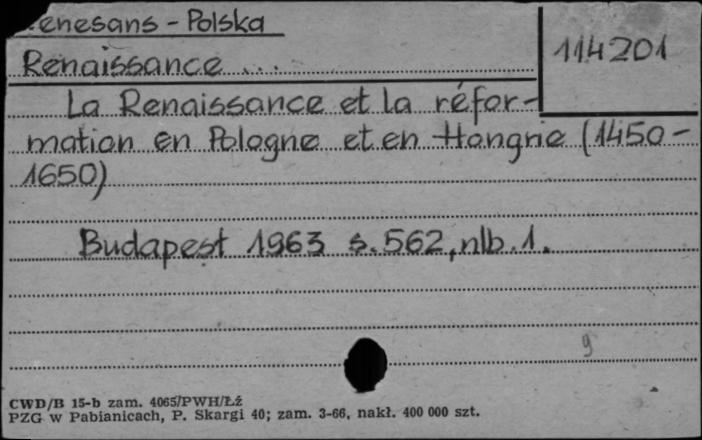 enesans - Polska
114201
Renaissance ...
La Renaissance et la réfor-
mation en Pologne et en Hongrie (1450-
1650)
Budapest 1963 s. 562, nlb. 1.
9
CWD/B 15-b zam. 4065/PWH/Łź
PZG w Pabianicach, P. Skargi 40; zam. 3-66, nakł. 400 000 szt.